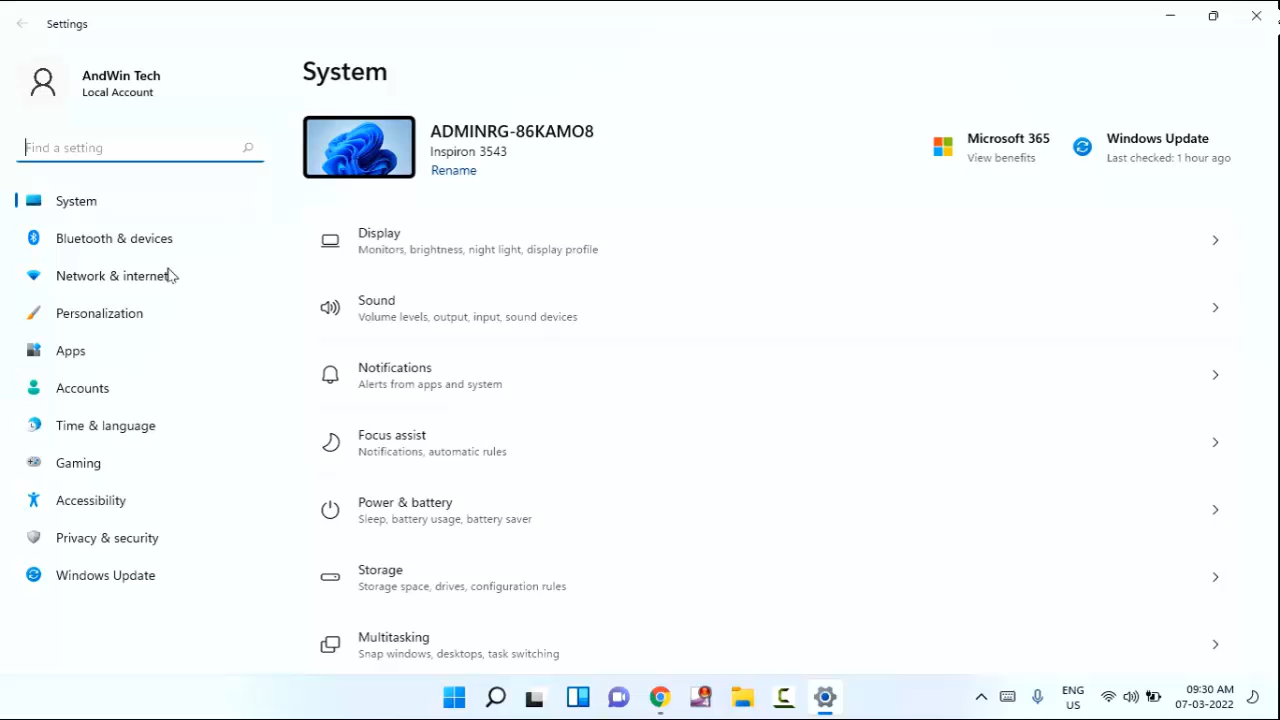 Settings
AndWin Tech
Local Account
Find a setting
System
Bluetooth & devices
Network & internet
Personalization
Apps
Accounts
Time & language
Gaming
Accessibility
Privacy & security
Windows Update
System
ADMINRG-86KAMO8
Inspiron 3543
Rename
Microsoft 365
View benefits
Windows Update
Last checked: 1 hour ago
Display
Monitors, brightness, night light, display profile
Sound
Volume levels, output, input, sound devices
Notifications
Alerts from apps and system
Focus assist
Notifications, automatic rules
Power & battery
Sleep, battery usage, battery saver
Storage
Storage space, drives, configuration rules
Multitasking
Snap windows, desktops, task switching
ENG
US
09:30 AM
07-03-2022